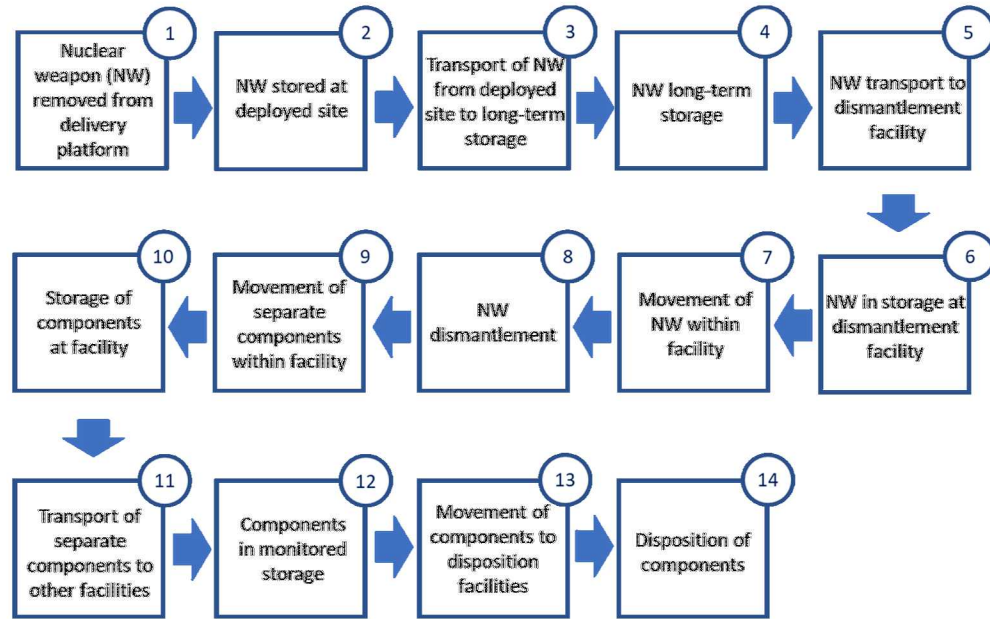 1
Nuclear
weapon (NW)
removed from
delivery
platform
2
NW stored at
deployed site
3
Transport of NW
from deployed
site to long-term
storage
4
NW long-term
storage
5
NW transport to
dismantlement
facility
6
NW in storage at
dismantlement
facility
7
Movement of
NW within
facility
8
NW
dismantlement
9
Movement of
separate
components
within facility
10
Storage of
components
at facility
11
Transport of
separate
components to
other facilities
12
Components
in monitored
storage
13
Movement of
components to
disposition
facilities
14
Disposition of
components